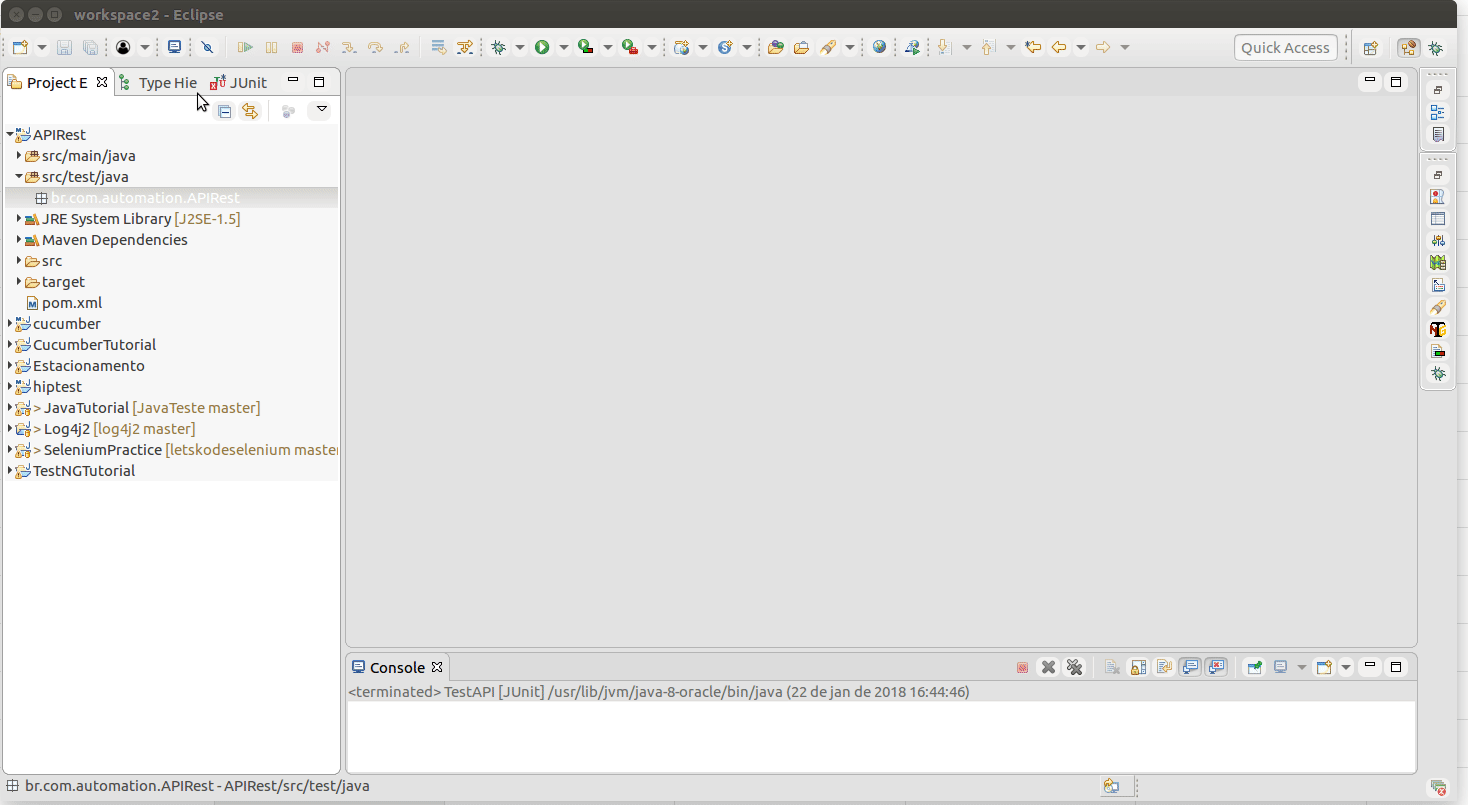 workspace2 - Eclipse
Quick Access
Project E Type Hie JUnit
APIRest
src/main/java
src/test/java
br.com.automation.APIRest
JRE System Library [J2SE-1.5]
Maven Dependencies
src
target
pom.xml
cucumber
CucumberTutorial
Estacionamento
hiptest
> JavaTutorial [JavaTeste master]
> Log4j2 [log4j2 master]
> SeleniumPractice [letskodeselenium master
TestNGTutorial
Console
<terminated> TestAPI [JUnit] /usr/lib/jvm/java-8-oracle/bin/java (22 de jan de 2018 16:44:46)
br.com.automation.APIRest - APIRest/src/test/java